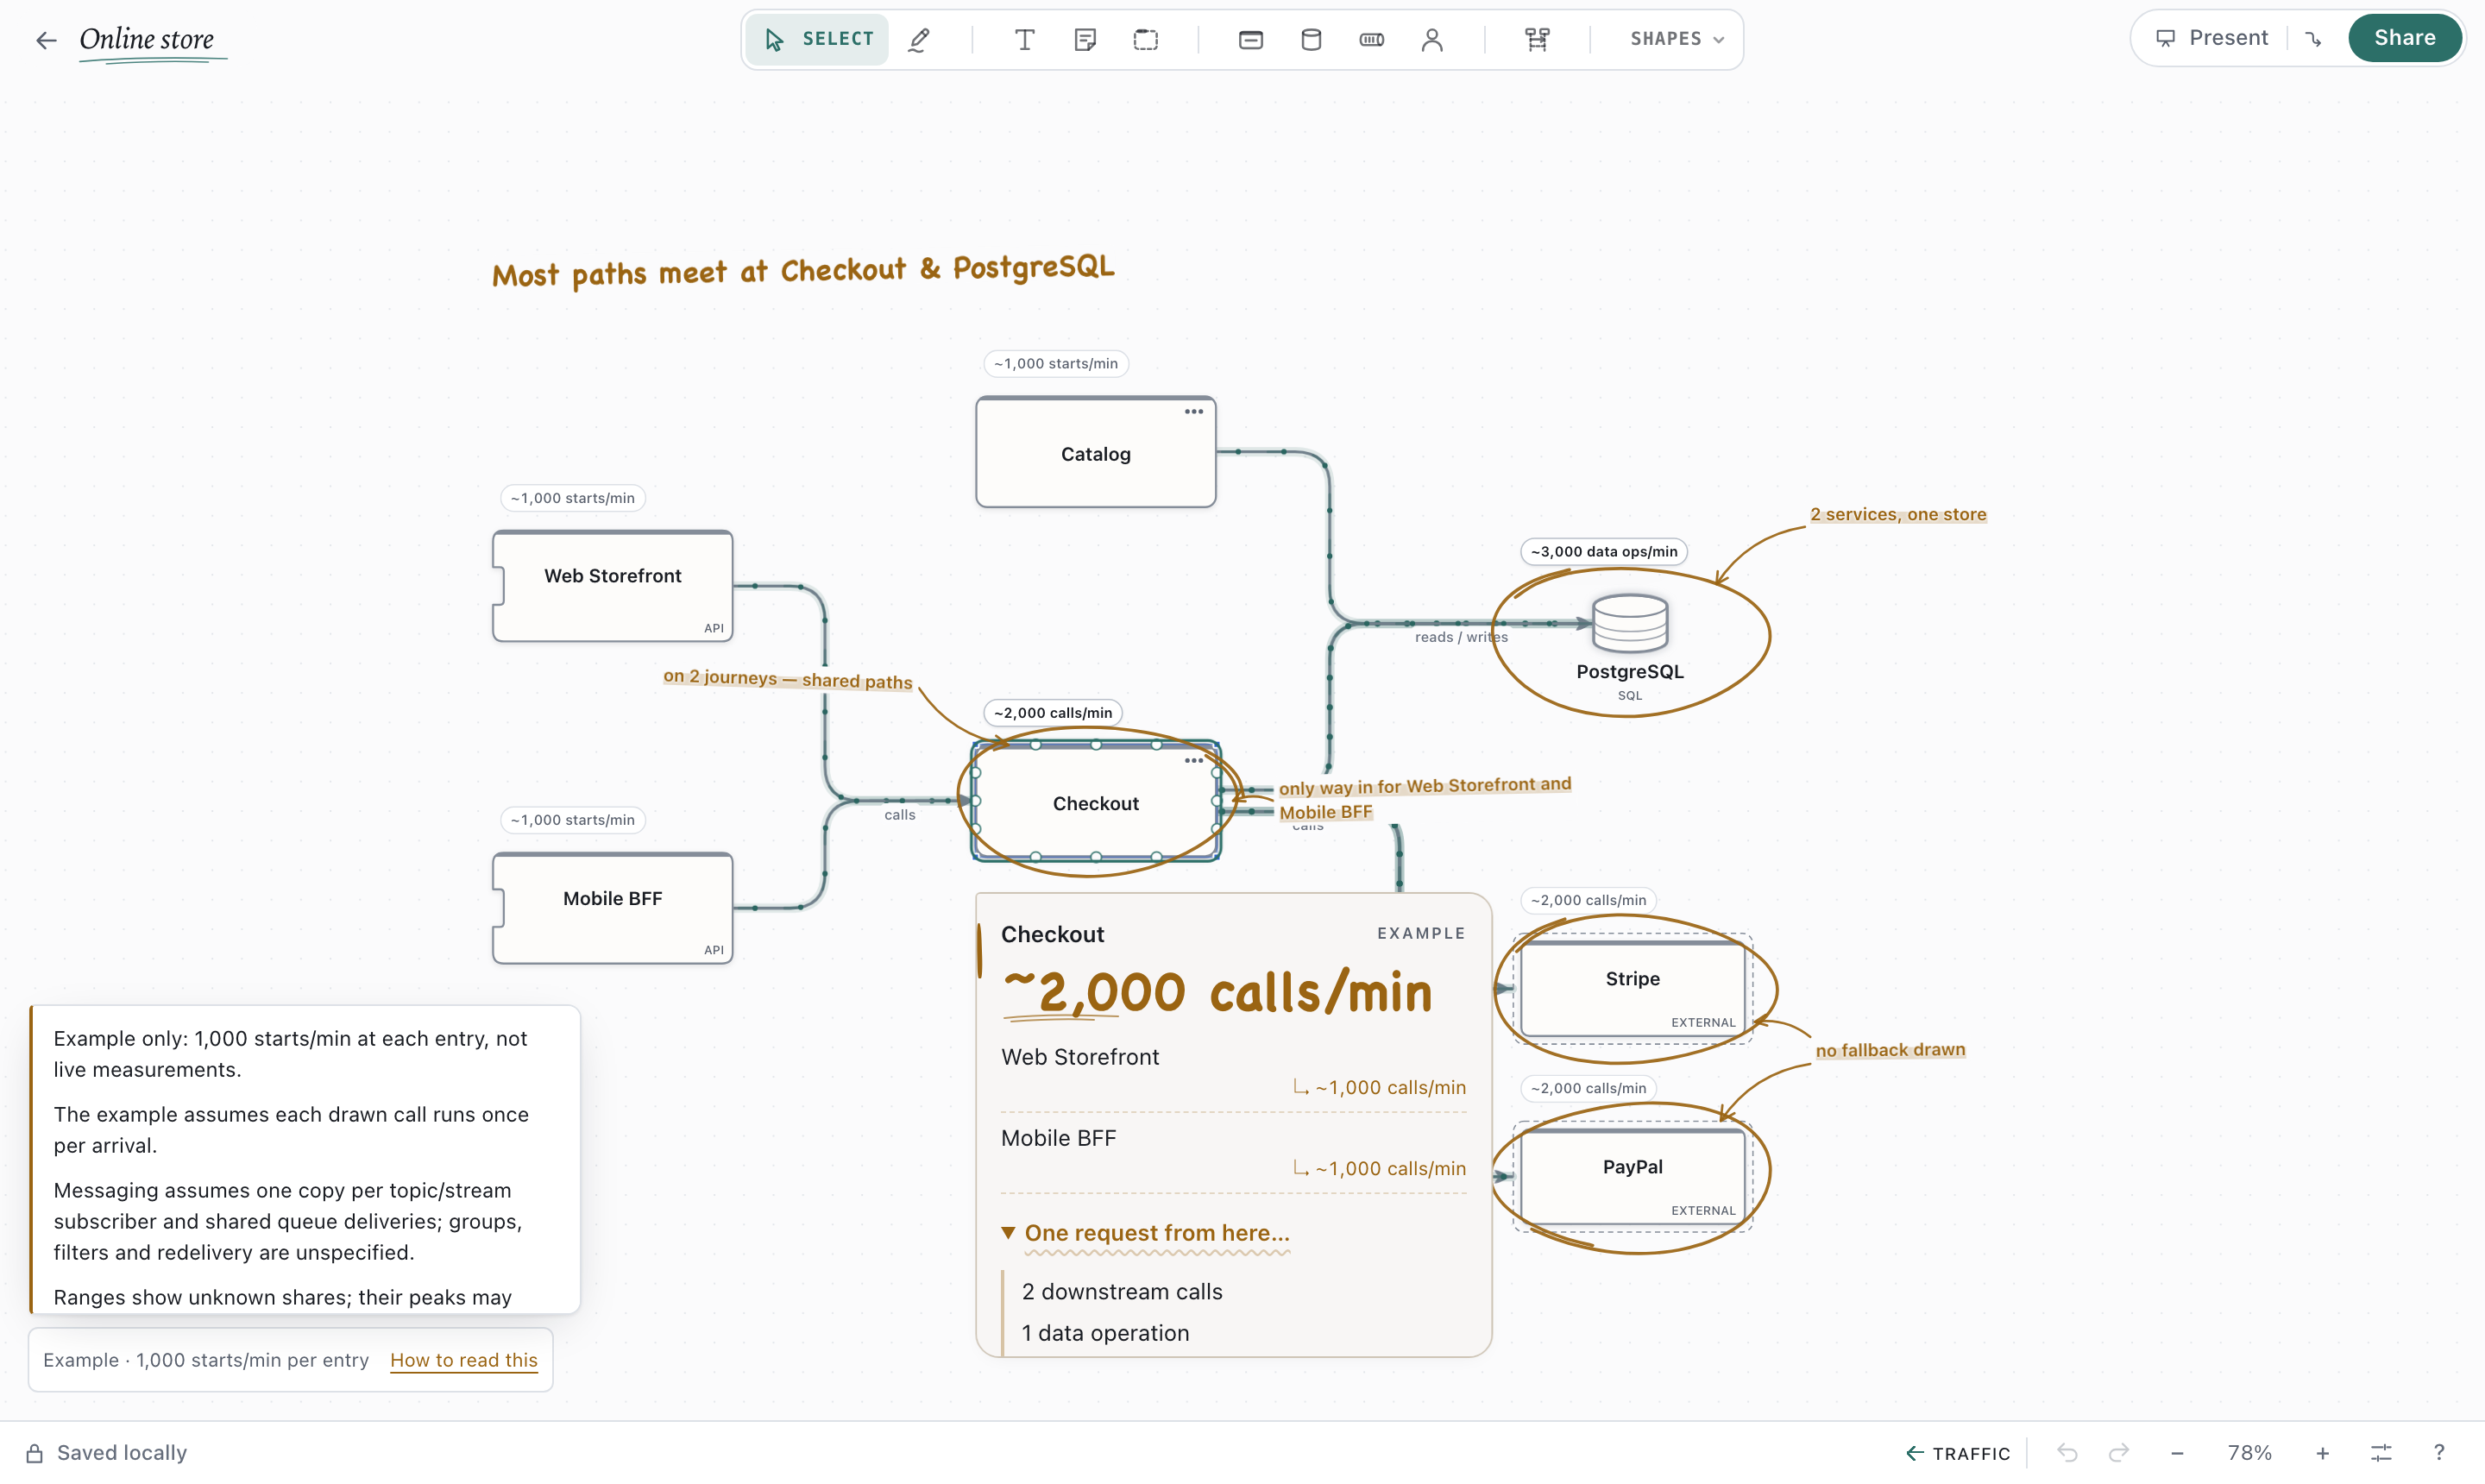 Online store
SELECT
SHAPES
Present
Share
Most paths meet at Checkout & PostgreSQL
~1,000 starts/min
Catalog
~1,000 starts/min
Web Storefront
API
2 services, one store
~3,000 data ops/min
reads / writes
PostgreSQL
SQL
on 2 journeys — shared paths
~2,000 calls/min
Checkout
calls
only way in for Web Storefront and
Mobile BFF
calls
~1,000 starts/min
Mobile BFF
API
~2,000 calls/min
Stripe
EXTERNAL
no fallback drawn
~2,000 calls/min
PayPal
EXTERNAL
Checkout
EXAMPLE
~2,000 calls/min
Web Storefront
~1,000 calls/min
Mobile BFF
~1,000 calls/min
One request from here...
2 downstream calls
1 data operation
Example only: 1,000 starts/min at each entry, not
live measurements.
The example assumes each drawn call runs once
per arrival.
Messaging assumes one copy per topic/stream
subscriber and shared queue deliveries; groups,
filters and redelivery are unspecified.
Ranges show unknown shares; their peaks may
Example · 1,000 starts/min per entry
How to read this
Saved locally
TRAFFIC
78%
?